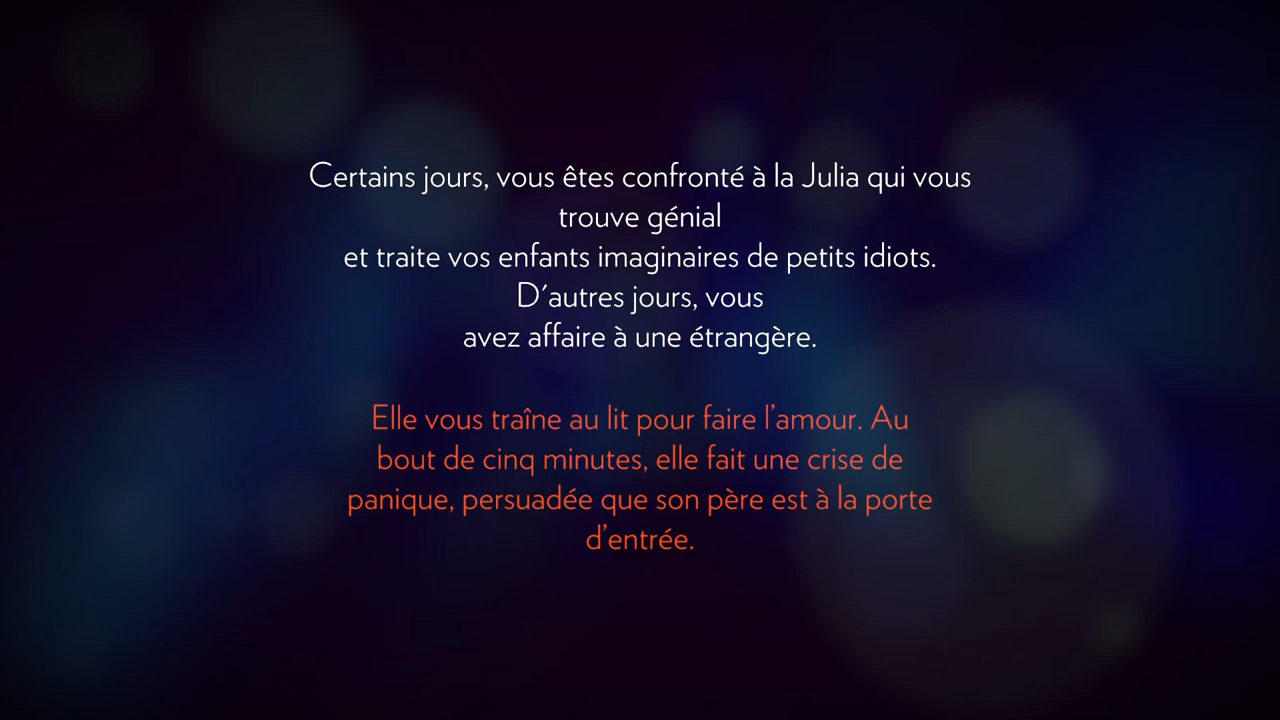 Certains jours, vous êtes confronté à la Julia qui vous
trouve génial
et traite vos enfants imaginaires de petits idiots.
D'autres jours, vous
avez affaire à une étrangère.
Elle vous traîne au lit pour faire l’amour. Au
bout de cinq minutes, elle fait une crise de
panique, persuadée que son père est à la porte
d’entrée.